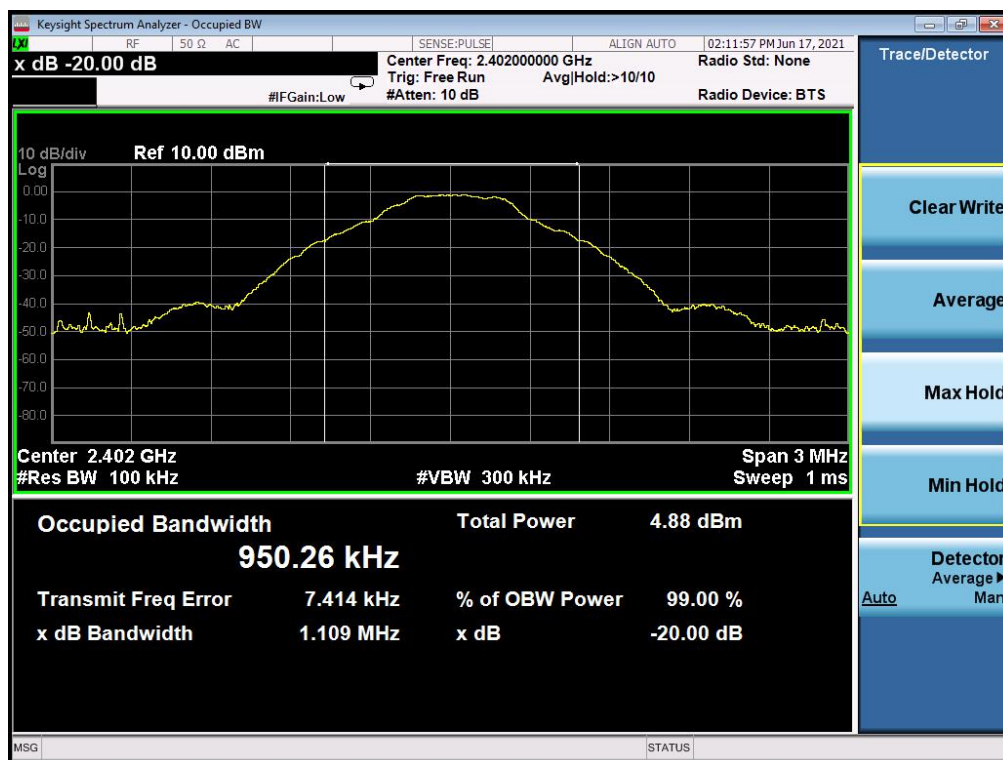 Keysight Spectrum Analyzer - Occupied BW
LXI RF 50 Ω AC SENSE:PULSE ALIGN AUTO 02:11:57 PM Jun 17, 2021
x dB -20.00 dB
Center Freq: 2.402000000 GHz Radio Std: None
Trig: Free Run Avg|Hold:>10/10
#IFGain:Low #Atten: 10 dB Radio Device: BTS
Trace/Detector
10 dB/div Ref 10.00 dBm
Log
0.00
-10.0
-20.0
-30.0
-40.0
-50.0
-60.0
-70.0
-80.0
Center 2.402 GHz Span 3 MHz
#Res BW 100 kHz #VBW 300 kHz Sweep 1 ms
Occupied Bandwidth Total Power 4.88 dBm
950.26 kHz
Transmit Freq Error 7.414 kHz % of OBW Power 99.00 %
x dB Bandwidth 1.109 MHz x dB -20.00 dB
Clear Write
Average
Max Hold
Min Hold
Detector
Average▶
Auto Man
MSG STATUS